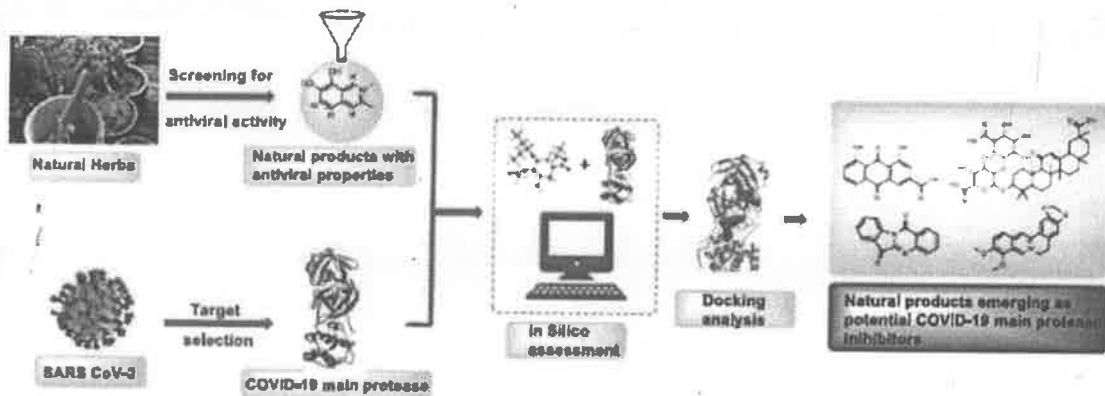 Screening for
antiviral activity
Natural Herbs
Natural products with
antiviral properties
Target
selection
SARS CoV-2
COVID-19 main protease
In Silico
assessment
Docking
analysis
Natural products emerging as
potential COVID-19 main protease
inhibitors